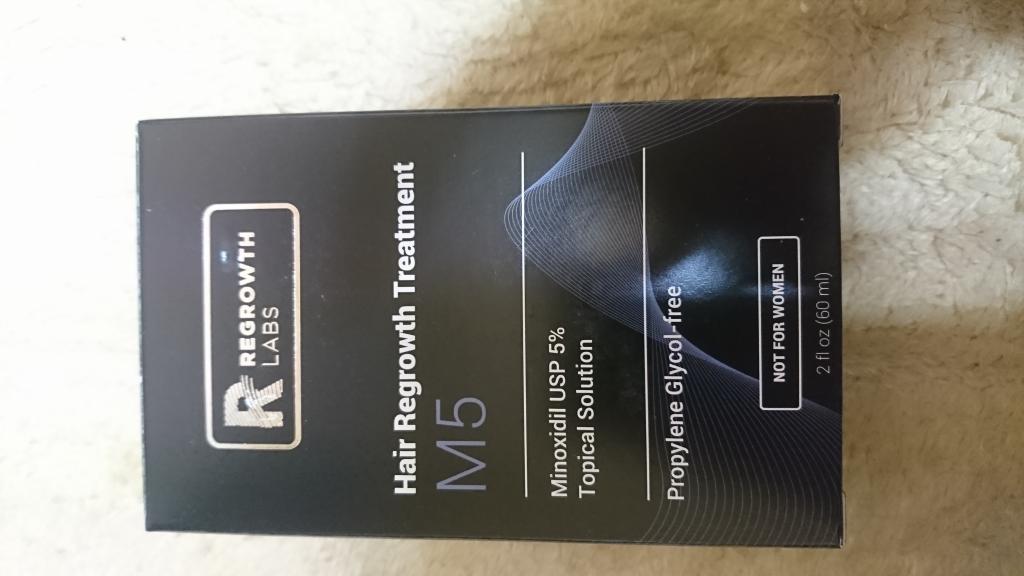 REGROWTH
LABS
Hair Regrowth Treatment
M5
Minoxidil USP 5%
Topical Solution
Propylene Glycol-free
NOT FOR WOMEN
2 fl oz (60 ml)